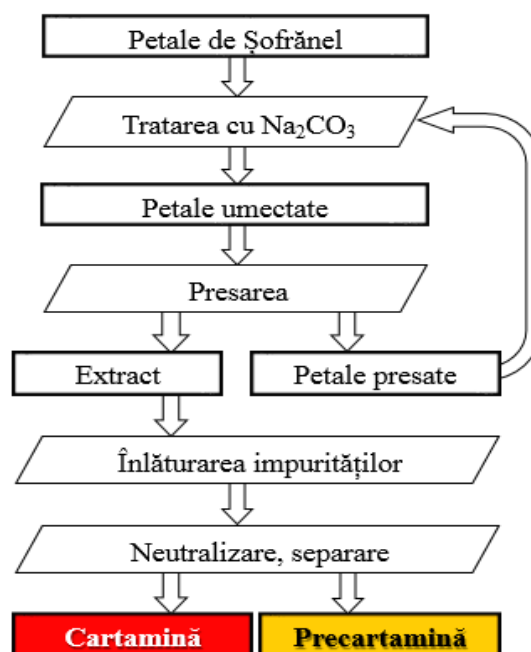 Petale de Șofrănel
Tratarea cu Na₂CO₃
Petale umectate
Presarea
Extract
Petale presate
Înlăturarea impurităților
Neutralizare, separare
Cartamină
Precartamină